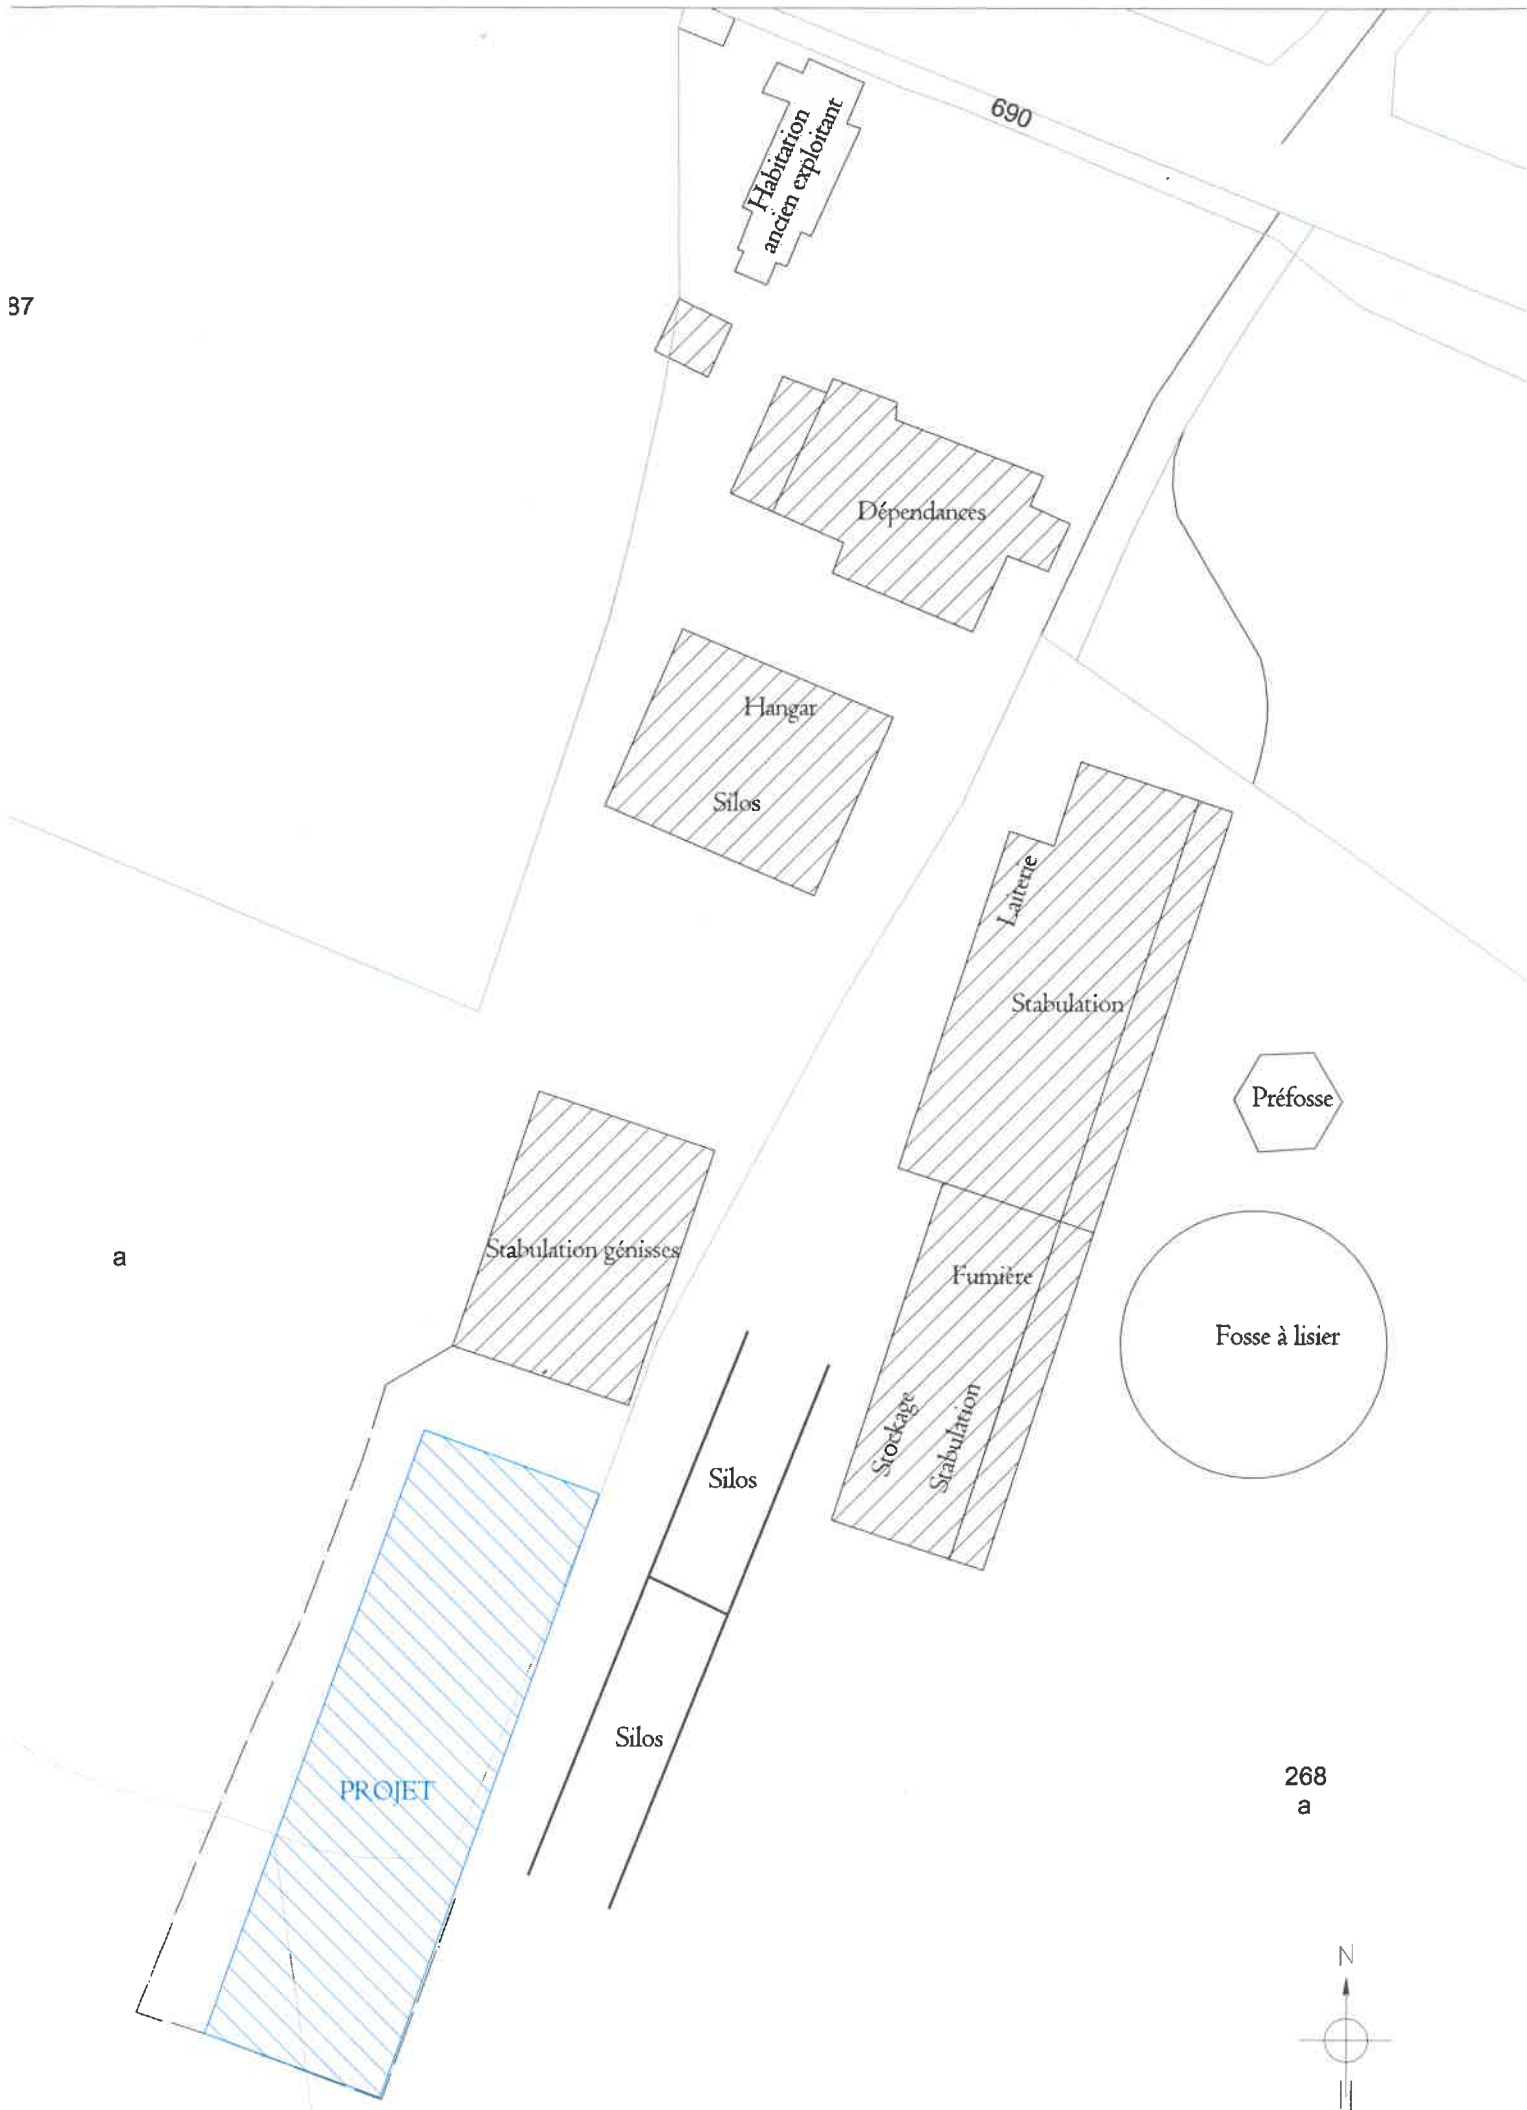 690
Habitation
ancien exploitant
37
Dépendances
Hangar
Silos
Laiterie
Stabulation
Préfosse
Stabulation génisses
a
Fumière
Fosse à lisier
Stockage
Stabulation
Silos
Silos
PROJET
268
a
N